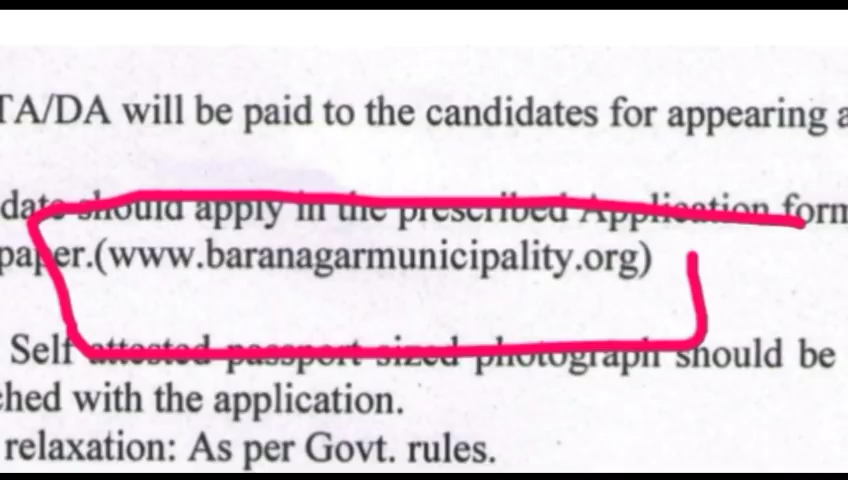 TA/DA will be paid to the candidates for appearing a
date should apply in the prescribed Application form
paper.(www.baranagarmunicipality.org)
Self attested passport sized photograph should be
ched with the application.
relaxation: As per Govt. rules.